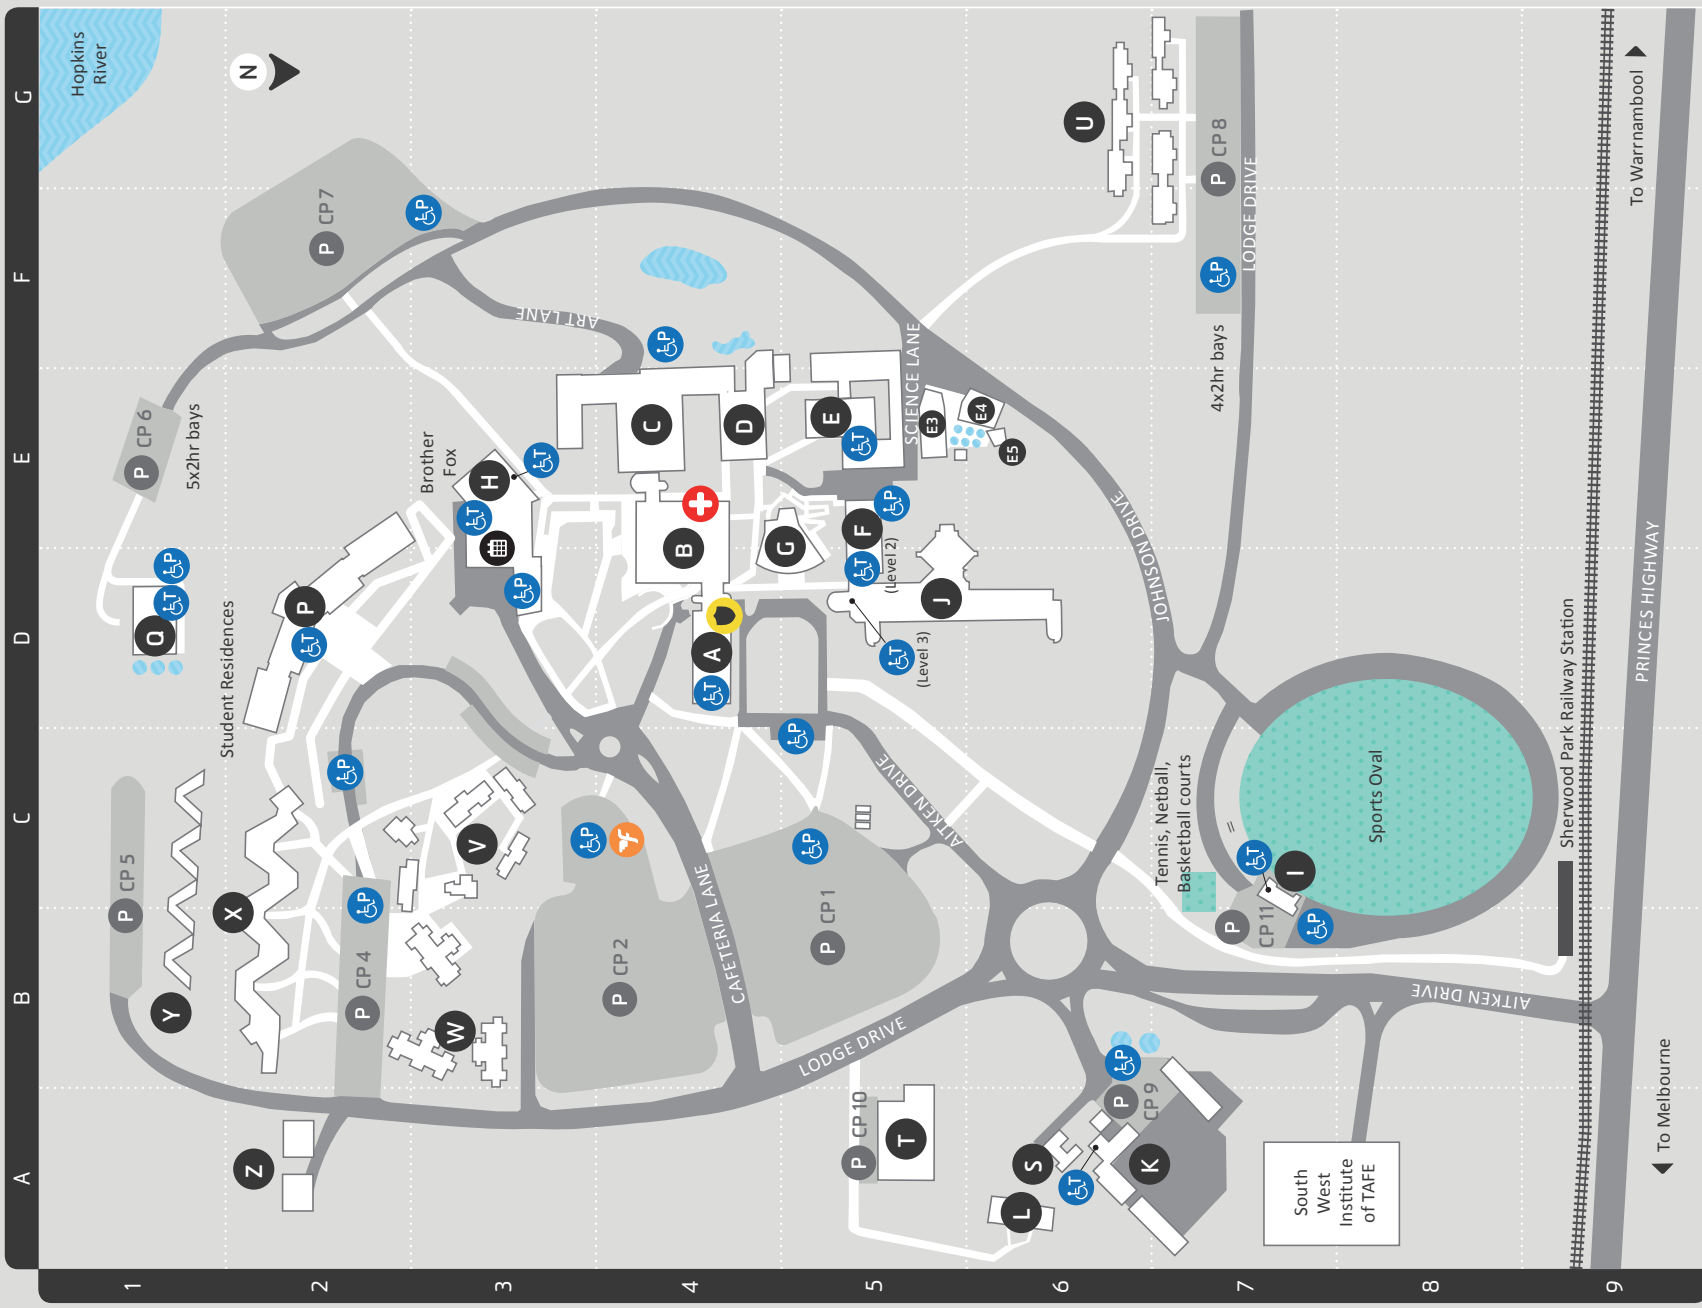 G
F
E
D
C
B
A
1
2
3
4
5
6
7
8
9
Hopkins
River
N
P CP7
P CP 6
5x2hr bays
Brother
Fox
H
P
Q
Student Residences
P CP 5
X
Y
V
W
P CP 4
Z
P CP 2
P CP 1
P CP 10
T
ART LANE
C
D
E
SCIENCE LANE
E3
E4
E5
B
G
F
(Level 2)
J
(Level 3)
A
U
P CP 8
LODGE DRIVE
4x2hr bays
JOHNSON DRIVE
AITKEN DRIVE
CAFETERIA LANE
LODGE DRIVE
Tennis, Netball,
Basketball courts
Sports Oval
I
P CP 11
Sherwood Park Railway Station
AITKEN DRIVE
S
L
K
P CP 9
South
West
Institute
of TAFE
PRINCES HIGHWAY
To Warrnambool
To Melbourne
P
P
P
P
P
P
P
P
P
P
P
P
P
T
T
T
T
T
T
T
T
T
T
T